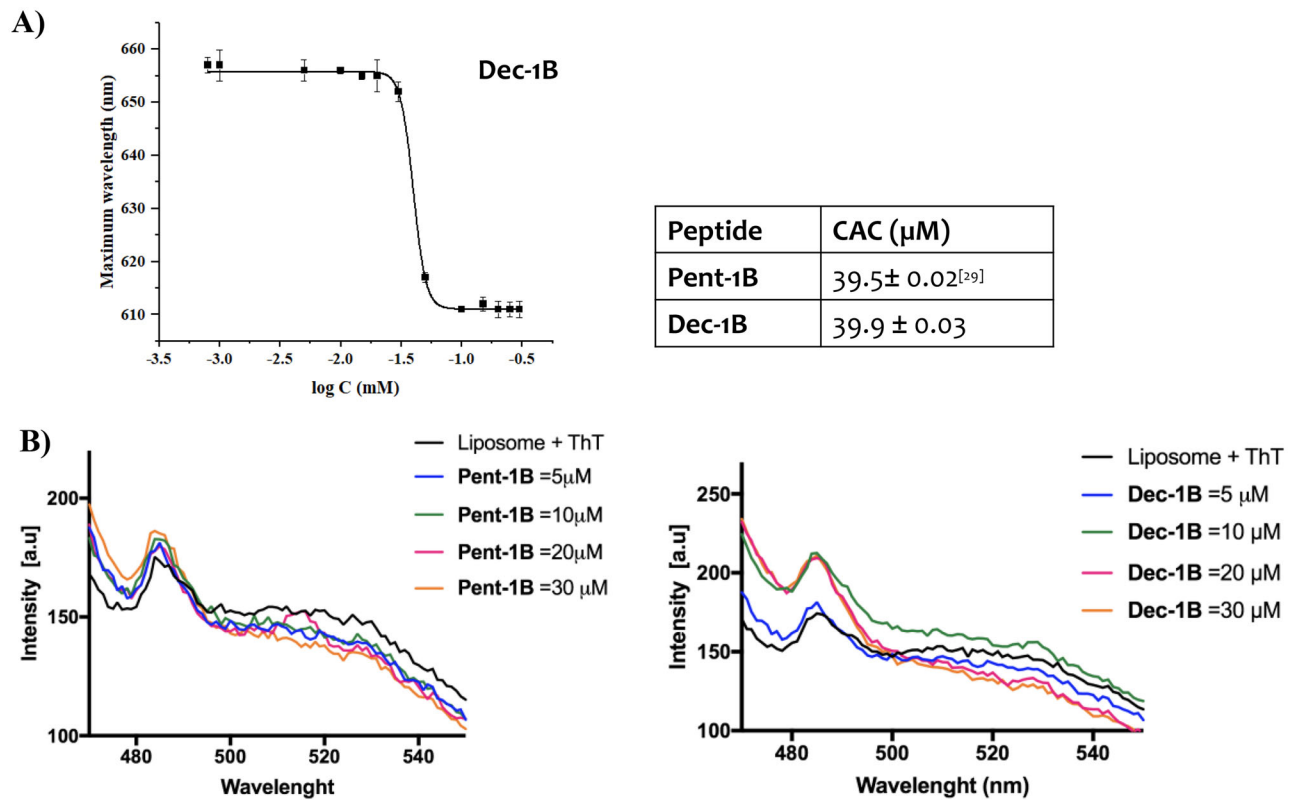 A)
Dec-1B
Maximum wavelength (nm)
660
650
640
630
620
610
-3.5 -3.0 -2.5 -2.0 -1.5 -1.0 -0.5
log C (mM)
Peptide CAC (μM)
Pent-1B 39.5± 0.02[29]
Dec-1B 39.9 ± 0.03
B)
Liposome + ThT
Pent-1B =5μM
Pent-1B =10μM
Pent-1B =20μM
Pent-1B =30 μM
Intensity [a.u]
200
150
100
480 500 520 540
Wavelenght
Liposome + ThT
Dec-1B =5 μM
Dec-1B =10 μM
Dec-1B =20 μM
Dec-1B =30 μM
Intensity [a.u]
250
200
150
100
480 500 520 540
Wavelenght (nm)